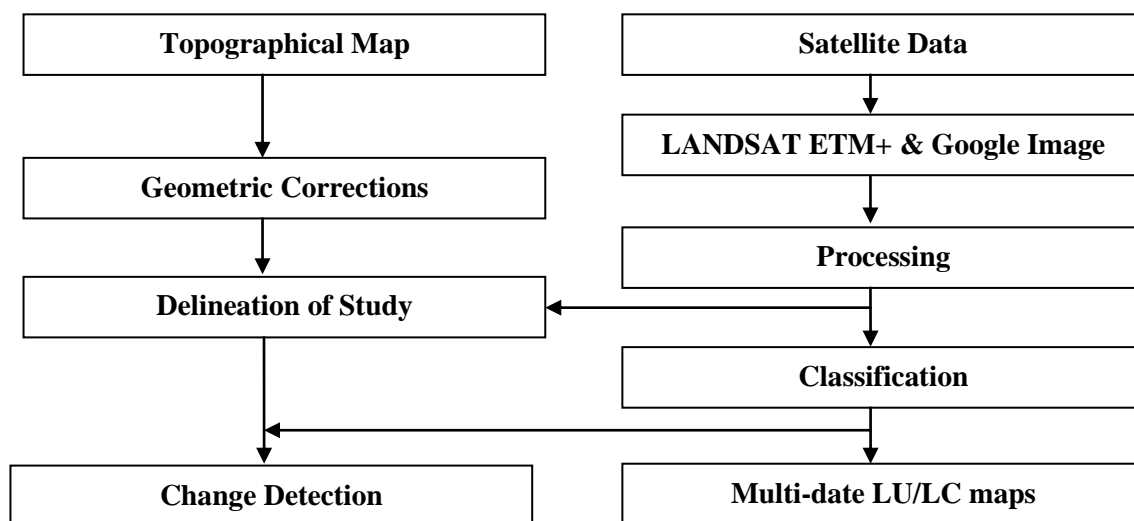 Topographical Map
Satellite Data
LANDSAT ETM+ & Google Image
Geometric Corrections
Processing
Delineation of Study
Classification
Change Detection
Multi-date LU/LC maps